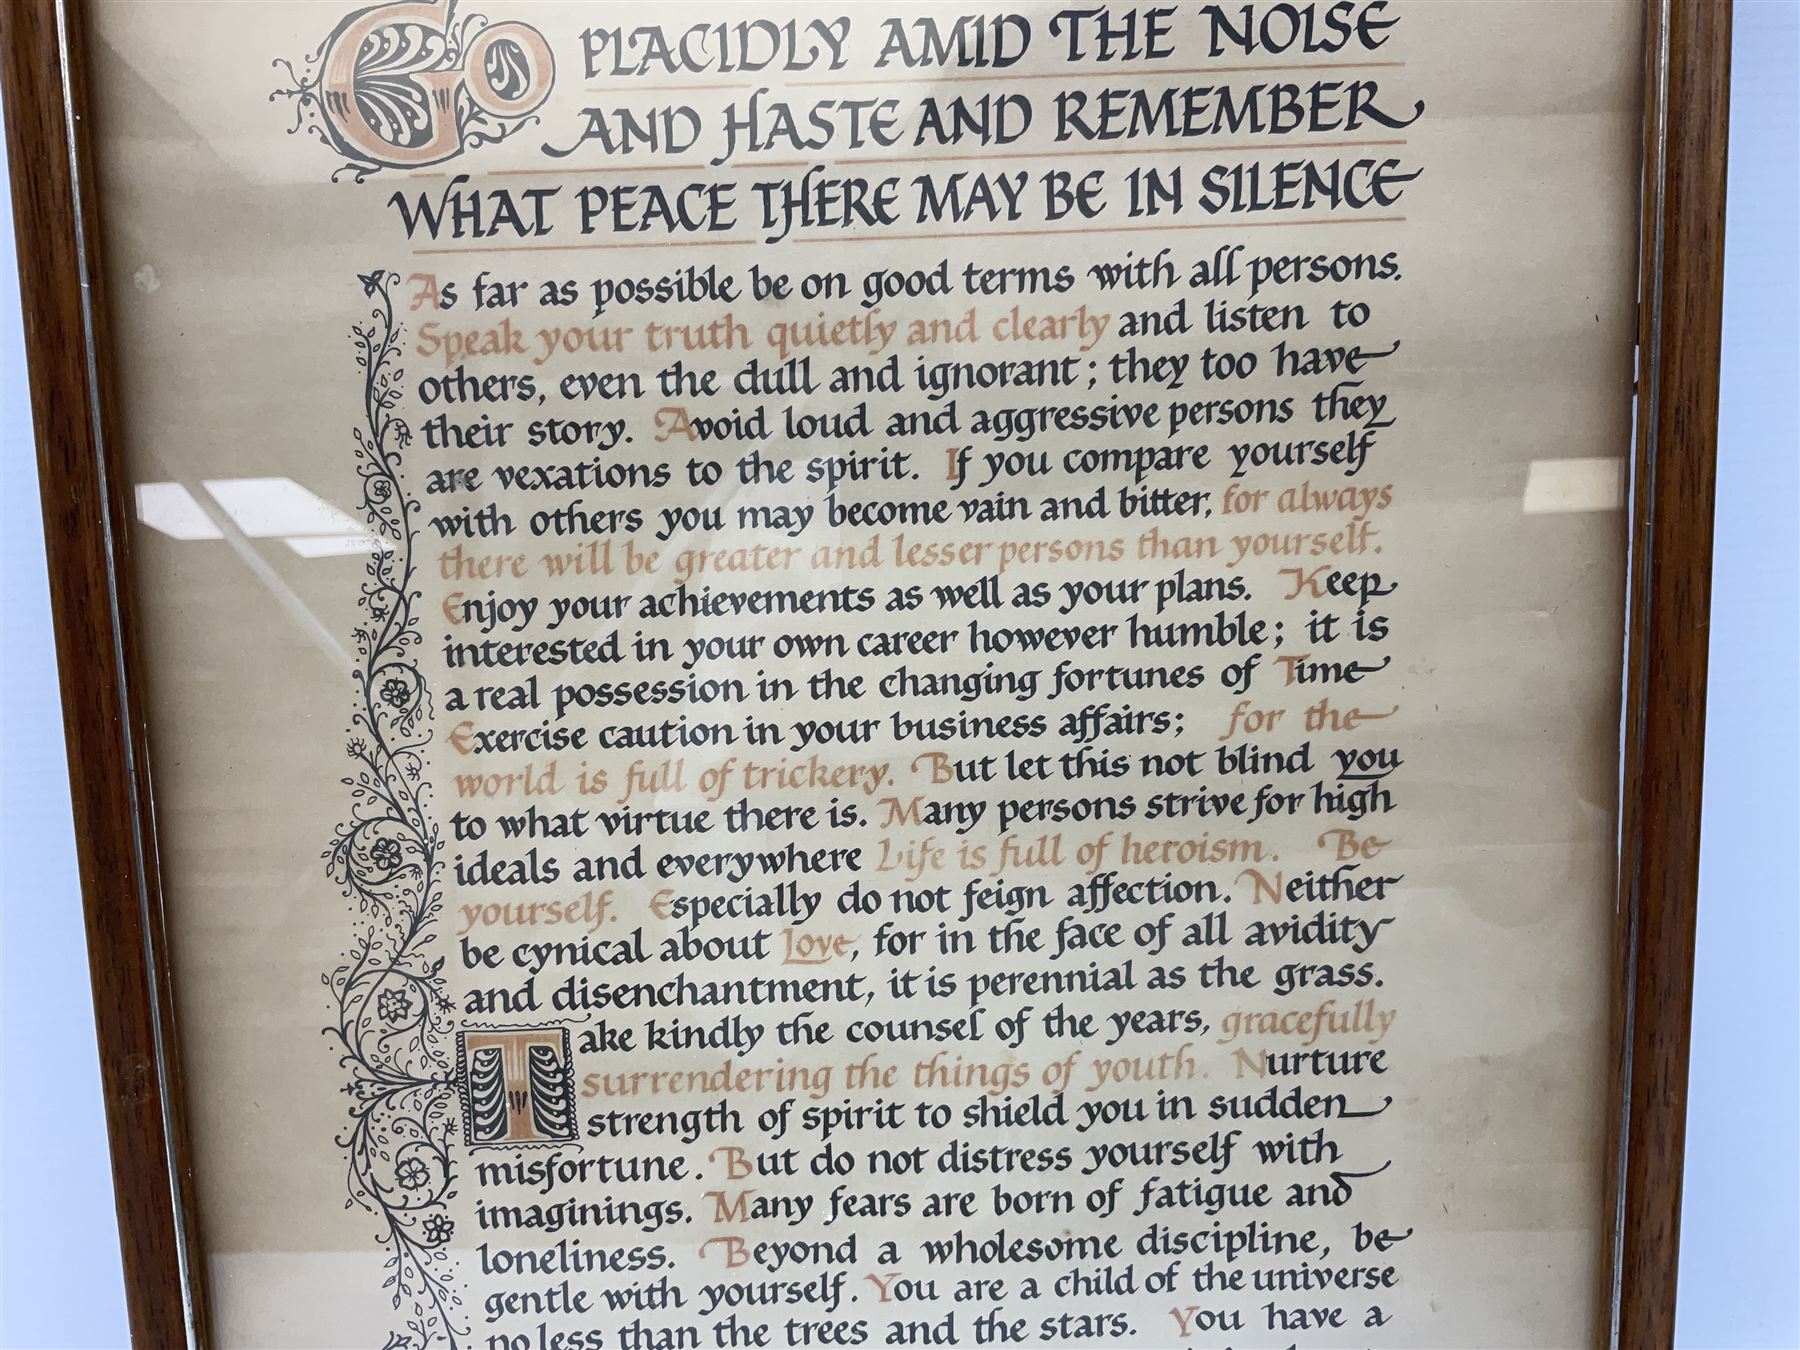 GO PLACIDLY AMID THE NOISE
AND HASTE AND REMEMBER
WHAT PEACE THERE MAY BE IN SILENCE
As far as possible be on good terms with all persons.
Speak your truth quietly and clearly and listen to
others, even the dull and ignorant; they too have
their story. Avoid loud and aggressive persons they
are vexations to the spirit. If you compare yourself
with others you may become vain and bitter, for always
there will be greater and lesser persons than yourself.
Enjoy your achievements as well as your plans. Keep
interested in your own career however humble; it is
a real possession in the changing fortunes of Time
Exercise caution in your business affairs; for the
world is full of trickery. But let this not blind you
to what virtue there is. Many persons strive for high
ideals and everywhere Life is full of heroism. Be
yourself. Especially do not feign affection. Neither
be cynical about Love, for in the face of all avidity
and disenchantment, it is perennial as the grass.
Take kindly the counsel of the years, gracefully
surrendering the things of youth. Nurture
strength of spirit to shield you in sudden
misfortune. But do not distress yourself with
imaginings. Many fears are born of fatigue and
loneliness. Beyond a wholesome discipline, be
gentle with yourself. You are a child of the universe
no less than the trees and the stars. You have a